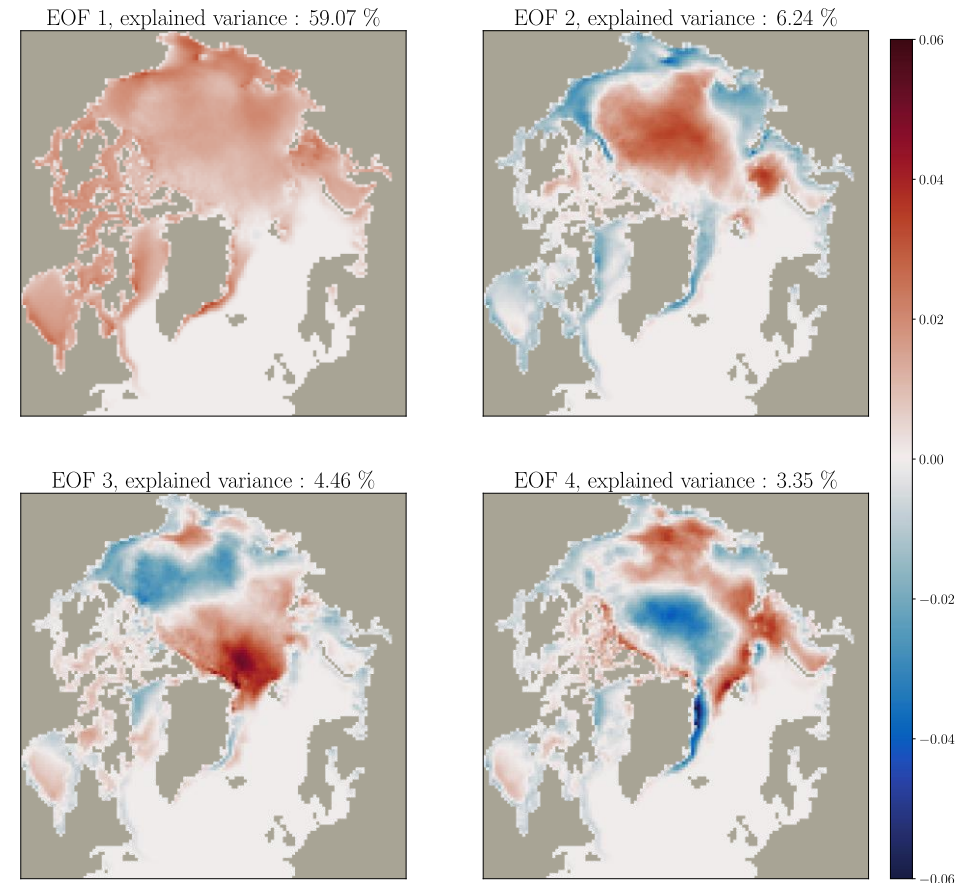 EOF 1, explained variance : 59.07 %
EOF 2, explained variance : 6.24 %
0.06
0.04
0.02
0.00
−0.02
−0.04
−0.06
EOF 3, explained variance : 4.46 %
EOF 4, explained variance : 3.35 %